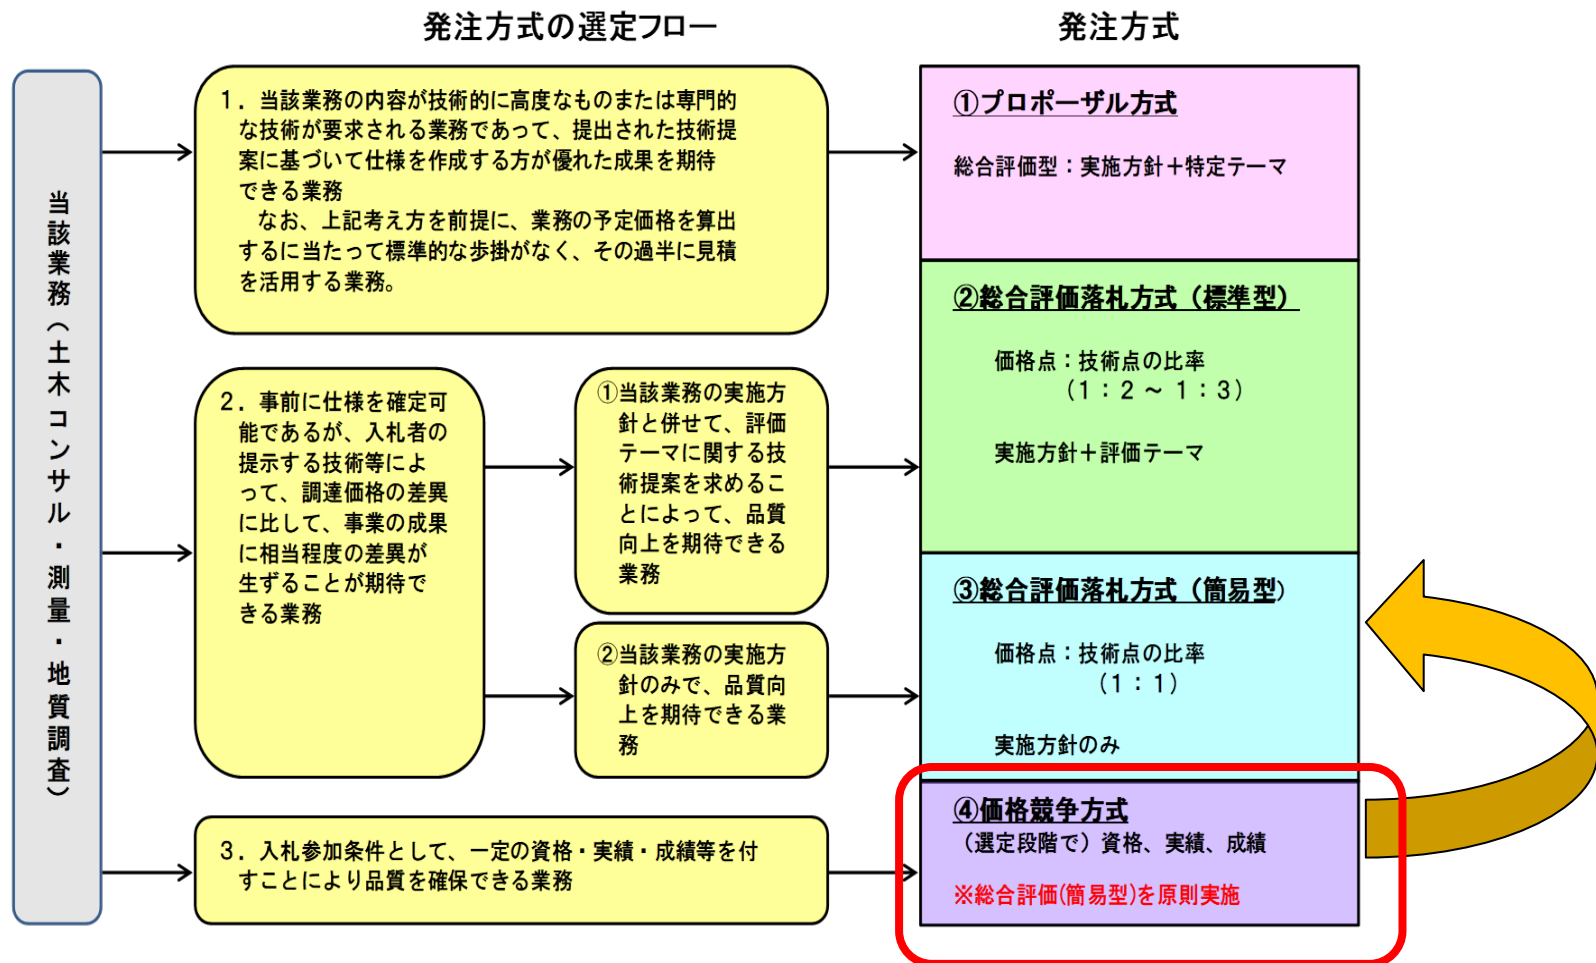 発注方式の選定フロー
発注方式
当該業務（土木コンサル・測量・地質調査）
１．当該業務の内容が技術的に高度なものまたは専門的
な技術が要求される業務であって、提出された技術提
案に基づいて仕様を作成する方が優れた成果を期待
できる業務
なお、上記考え方を前提に、業務の予定価格を算出
するに当たって標準的な歩掛がなく、その過半に見積
を活用する業務。
①プロポーザル方式
総合評価型：実施方針＋特定テーマ
２．事前に仕様を確定可
能であるが、入札者の
提示する技術等によ
って、調達価格の差異
に比して、事業の成果
に相当程度の差異が
生ずることが期待で
きる業務
①当該業務の実施方
針と併せて、評価
テーマに関する技
術提案を求めるこ
とによって、品質
向上を期待できる
業務
②総合評価落札方式（標準型）
価格点：技術点の比率
（１：２～１：３）
実施方針＋評価テーマ
②当該業務の実施方
針のみで、品質向
上を期待できる業
務
③総合評価落札方式（簡易型）
価格点：技術点の比率
（１：１）
実施方針のみ
３．入札参加条件として、一定の資格・実績・成績等を付
すことにより品質を確保できる業務
④価格競争方式
（選定段階で）資格、実績、成績
※総合評価(簡易型)を原則実施